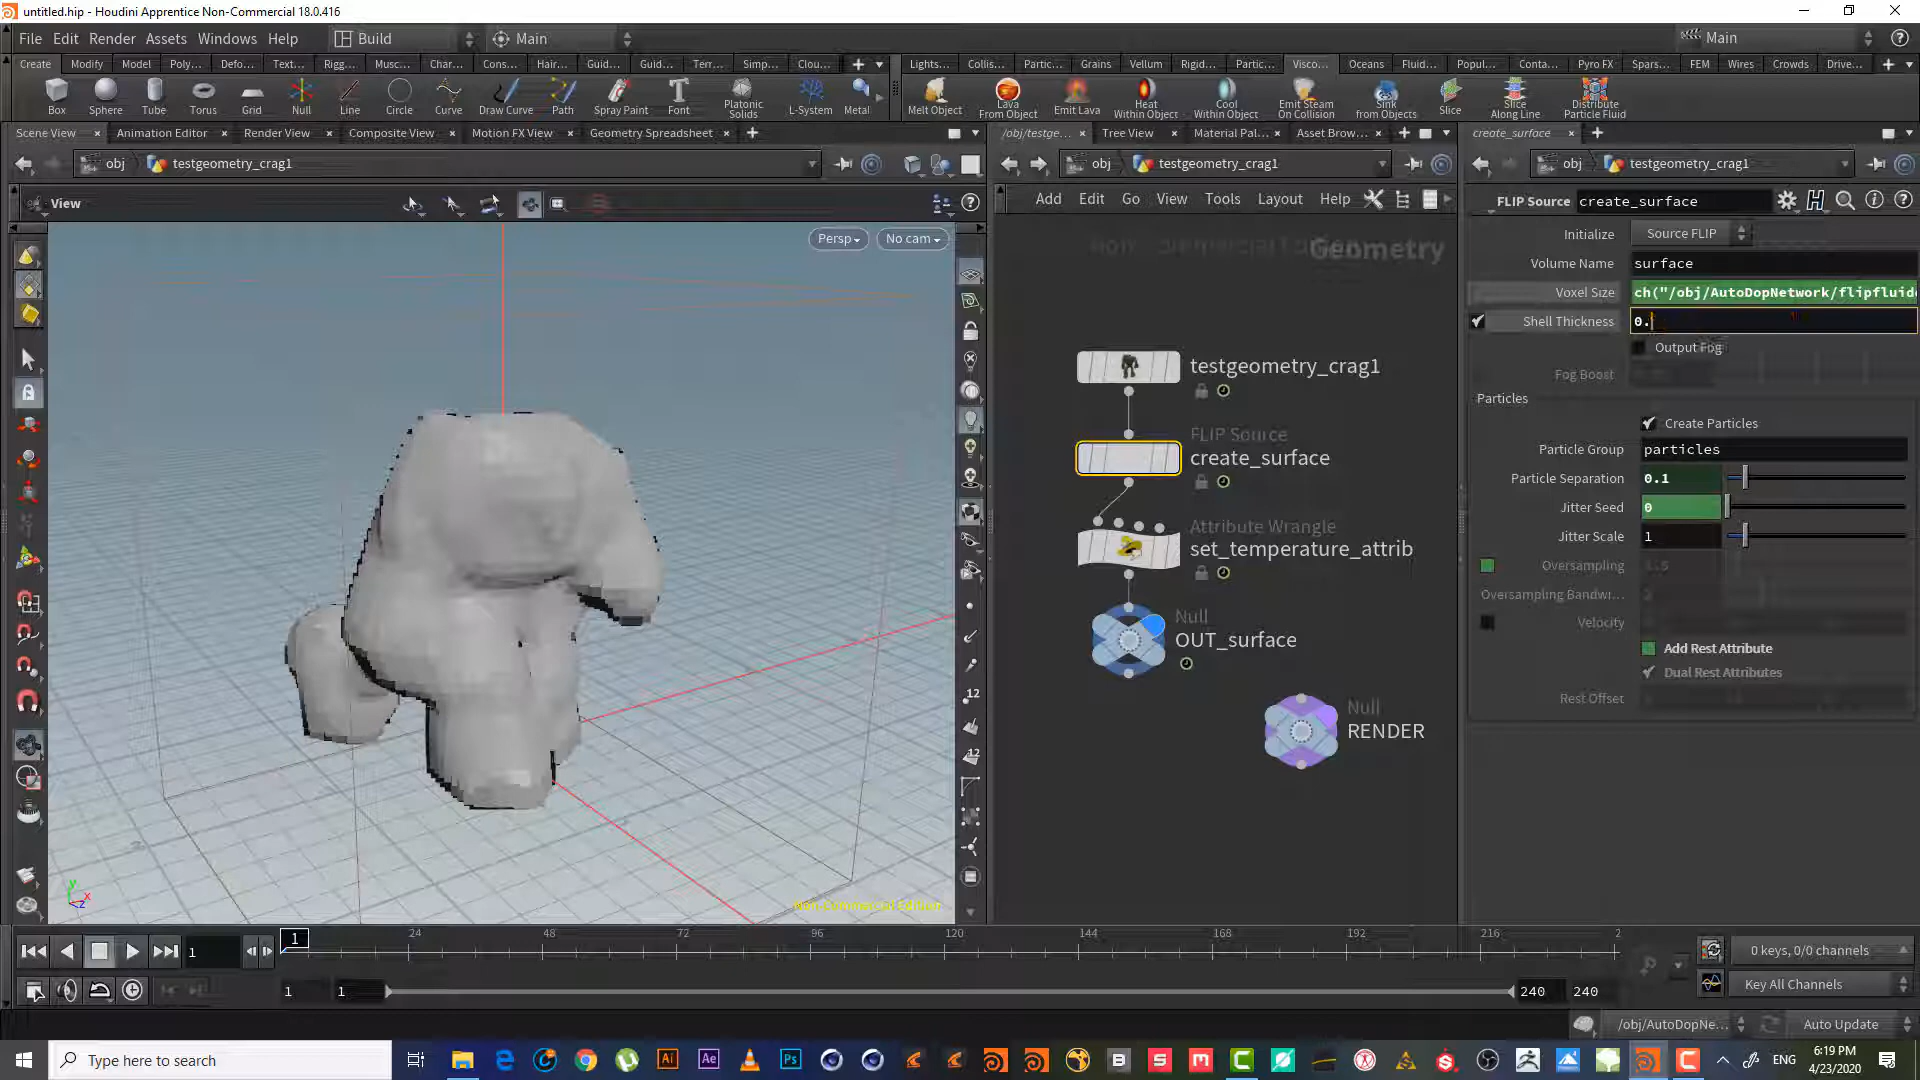 untitled.hip - Houdini Apprentice Non-Commercial 18.0.416
File Edit Render Assets Windows Help Build Main Main
Create Modify Model Poly... Defo... Text... Rigg... Musc... Char... Cons... Hair... Guid... Guid... Terr... Simp... Clou...
Lights... Collis... Partic... Grains Vellum Rigid... Partic... Visco... Oceans Fluid... Popul... Conta... Pyro FX Spars... FEM Wires Crowds Drive...
Box Sphere Tube Torus Grid Null Line Circle Curve Draw Curve Path Spray Paint Font Platonic Solids L-System Metal
Melt Object Lava From Object Emit Lava Heat Within Object Cool Within Object Emit Steam On Collision Sink from Objects Slice Slice Along Line Distribute Particle Fluid
Scene View Animation Editor Render View Composite View Motion FX View Geometry Spreadsheet
/obj/testge... Tree View Material Pal... Asset Brow...
create_surface
obj testgeometry_crag1
obj testgeometry_crag1
obj testgeometry_crag1
View
Persp No cam
Add Edit Go View Tools Layout Help
Geometry
testgeometry_crag1
FLIP Source
create_surface
Attribute Wrangle
set_temperature_attrib
Null
OUT_surface
Null
RENDER
FLIP Source create_surface
Initialize Source FLIP
Volume Name surface
Voxel Size ch("/obj/AutoDopNetwork/flipfluid
Shell Thickness 0.
Output Fog
Fog Boost
Particles
Create Particles
Particle Group particles
Particle Separation 0.1
Jitter Seed 0
Jitter Scale 1
Oversampling
Oversampling Bandwi...
Velocity
Add Rest Attribute
Dual Rest Attributes
Rest Offset
12
12
y x z
Non-Commercial Edition
1 1 24 48 72 96 120 144 168 192 216 2
0 keys, 0/0 channels
1 1 240 240
Key All Channels
/obj/AutoDopNe... Auto Update
Type here to search
ENG
6:19 PM
4/23/2020